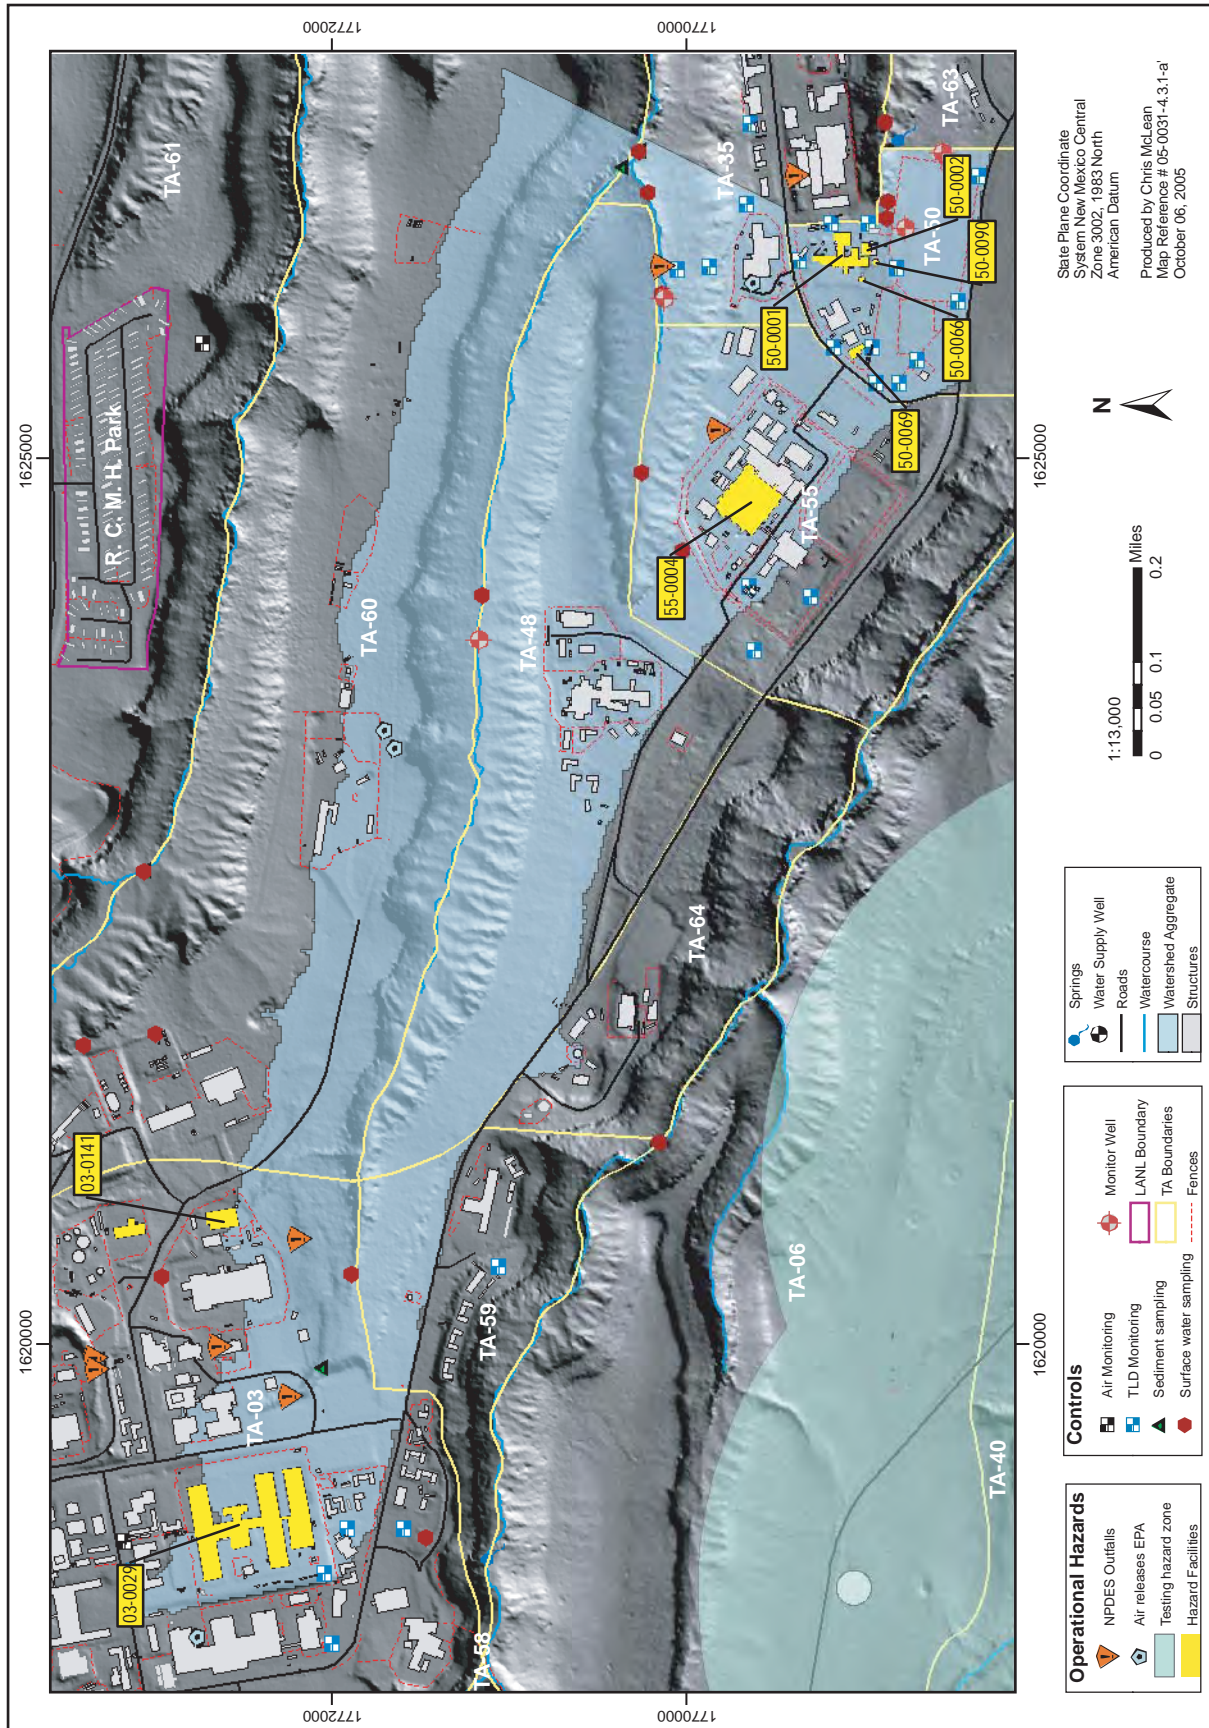 1620000
1625000
1772000
1770000
1772000
1770000
1620000
1625000
TA-61
R. C. M. H. Park
TA-60
TA-48
TA-35
TA-63
TA-50
TA-55
TA-64
TA-03
TA-59
TA-58
TA-06
TA-40
03-0141
03-0029
55-0004
50-0001
50-0069
50-0066
50-0090
50-0002
Operational Hazards
NPDES Outfalls
Air releases EPA
Testing hazard zone
Hazard Facilities
Controls
Air Monitoring
TLD Monitoring
Sediment sampling
Surface water sampling
Monitor Well
LANL Boundary
TA Boundaries
Fences
Springs
Water Supply Well
Roads
Watercourse
Watershed Aggregate
Structures
1:13,000
0 0.05 0.1 0.2
Miles
N
State Plane Coordinate
System New Mexico Central
Zone 3002, 1983 North
American Datum
Produced by Chris McLean
Map Reference # 05-0031-4.3.1-a'
October 06, 2005